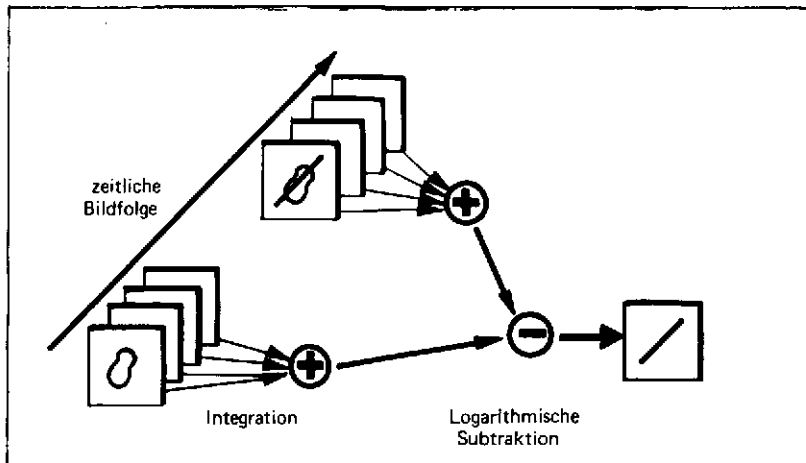 zeitliche
Bildfolge
Integration
Logarithmische
Subtraktion